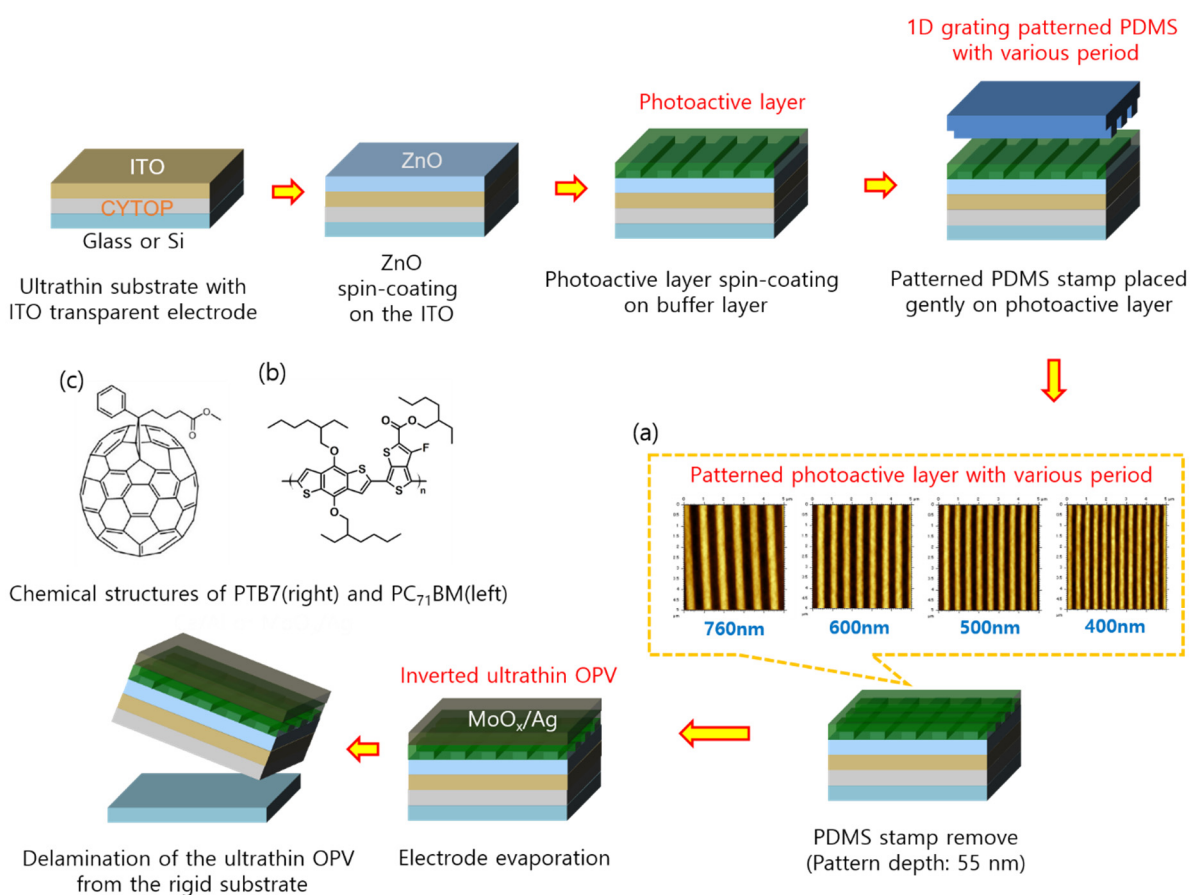 1D grating patterned PDMS
with various period
Photoactive layer
ITO
CYTOP
Glass or Si
ZnO
Ultrathin substrate with
ITO transparent electrode
ZnO
spin-coating
on the ITO
Photoactive layer spin-coating
on buffer layer
Patterned PDMS stamp placed
gently on photoactive layer
(c)
(b)
O
O
O
O
F
S
S
S
S
O
O
n
Chemical structures of PTB7(right) and PC₇₁BM(left)
(a)
Patterned photoactive layer with various period
760nm
600nm
500nm
400nm
Inverted ultrathin OPV
MoOₓ/Ag
Delamination of the ultrathin OPV
from the rigid substrate
Electrode evaporation
PDMS stamp remove
(Pattern depth: 55 nm)